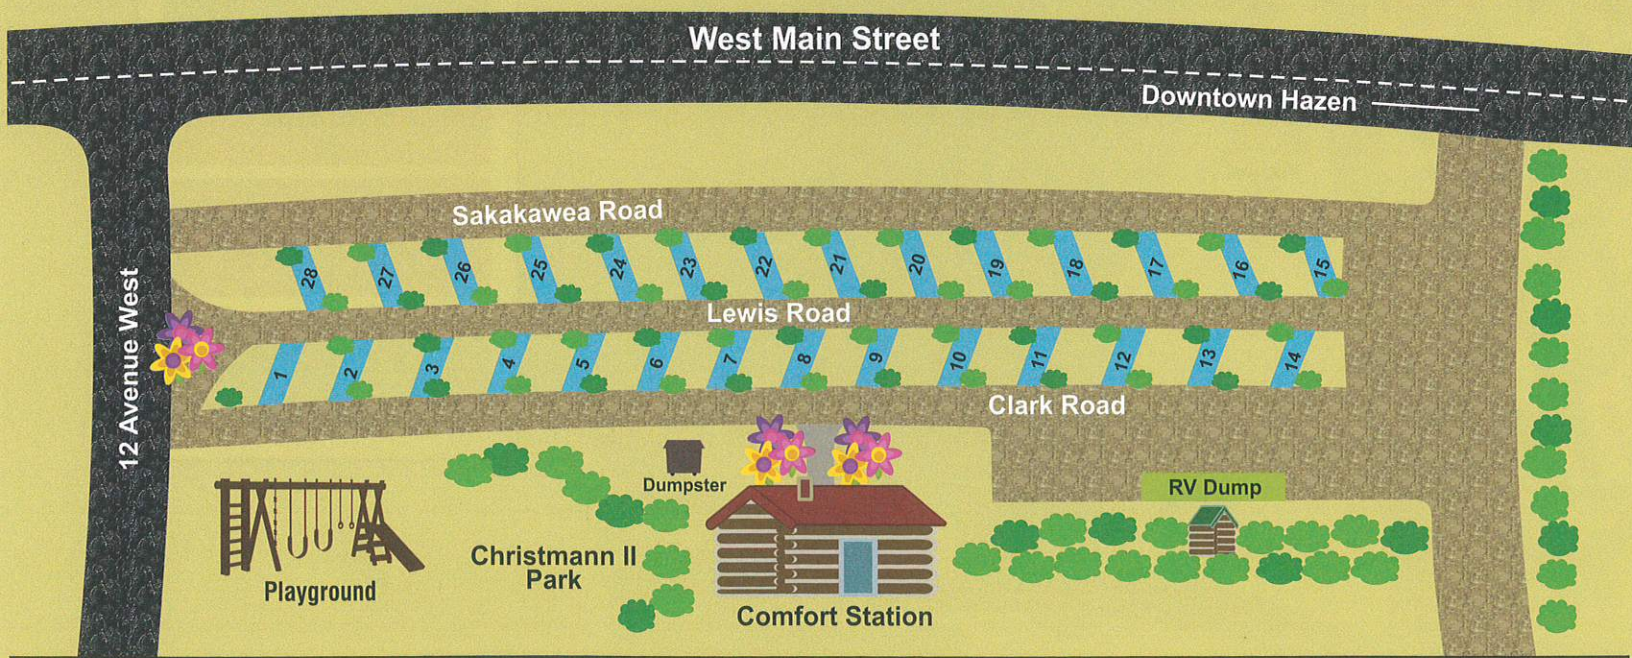 West Main Street
Downtown Hazen
Sakakawea Road
28 27 26 25 24 23 22 21 20 19 18 17 16 15
Lewis Road
12 Avenue West
1 2 3 4 5 6 7 8 9 10 11 12 13 14
Clark Road
Dumpster
RV Dump
Christmann II
Park
Playground
Comfort Station